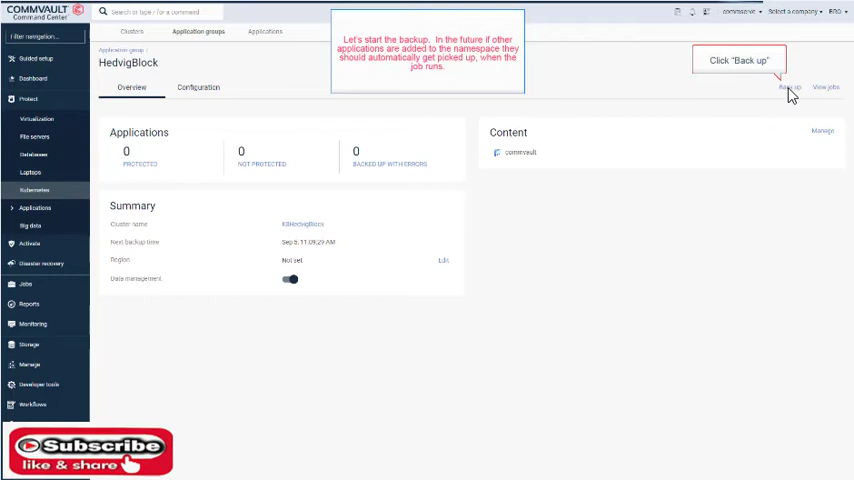 COMMVAULT
Command Center™
Search or type / for a command
commserve
Select a company
BRO
Filter navigation...
Guided setup
Dashboard
Protect
Virtualization
File servers
Databases
Laptops
Kubernetes
Applications
Big data
Activate
Disaster recovery
Jobs
Reports
Monitoring
Storage
Manage
Developer tools
Workflows
Clusters
Application groups
Applications
Application group /
HedvigBlock
Overview
Configuration
Let's start the backup. In the future if other
applications are added to the namespace they
should automatically get picked up, when the
job runs.
Click "Back up"
Back up
View jobs
Applications
0
PROTECTED
0
NOT PROTECTED
0
BACKED UP WITH ERRORS
Content
Manage
commvault
Summary
Cluster name
K8HedvigBlock
Next backup time
Sep 5, 11:09:29 AM
Region
Not set
Edit
Data management
Subscribe
like & share